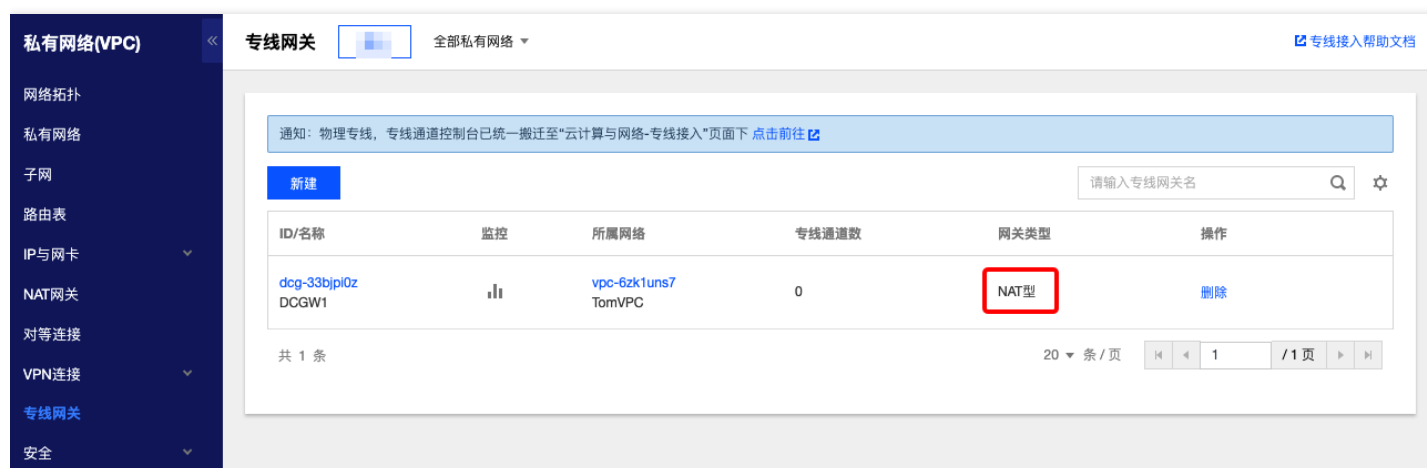 私有网络(VPC)
专线网关
全部私有网络
专线接入帮助文档
网络拓扑
私有网络
子网
路由表
IP与网卡
NAT网关
对等连接
VPN连接
专线网关
安全
通知：物理专线，专线通道控制台已统一搬迁至“云计算与网络-专线接入”页面下 点击前往
新建
请输入专线网关名
ID/名称 监控 所属网络 专线通道数 网关类型 操作
dcg-33bjpi0z vpc-6zk1uns7
DCGW1 TomVPC 0 NAT型 删除
共 1 条
20 条 / 页 1 / 1 页